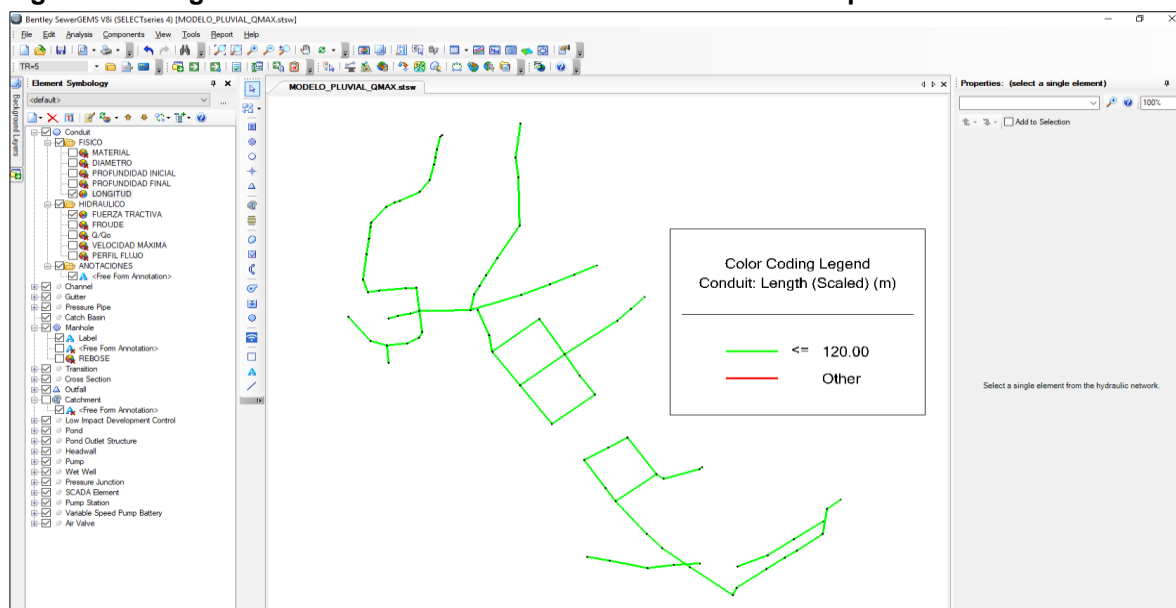 Bentley SewerGEMS V8i (SELECTseries 4) [MODELO_PLUVIAL_QMAX.stsw]
File Edit Analysis Components View Tools Report Help
TR=5
Element Symbology
<default>
Background Layers
Conduit
FISICO
MATERIAL
DIAMETRO
PROFUNDIDAD INICIAL
PROFUNDIDAD FINAL
LONGITUD
HIDRAULICO
FUERZA TRACTIVA
FROUDE
Q/Qo
VELOCIDAD MÁXIMA
PERFIL FLUJO
ANOTACIONES
<Free Form Annotation>
Channel
Gutter
Pressure Pipe
Catch Basin
Manhole
Label
<Free Form Annotation>
REBOSE
Transition
Cross Section
Outfall
Catchment
<Free Form Annotation>
Low Impact Development Control
Pond
Pond Outlet Structure
Headwall
Pump
Wet Well
Pressure Junction
SCADA Element
Pump Station
Variable Speed Pump Battery
Air Valve
MODELO_PLUVIAL_QMAX.stsw
Color Coding Legend
Conduit: Length (Scaled) (m)
<= 120.00
Other
Properties: (select a single element)
100%
Add to Selection
Select a single element from the hydraulic network.